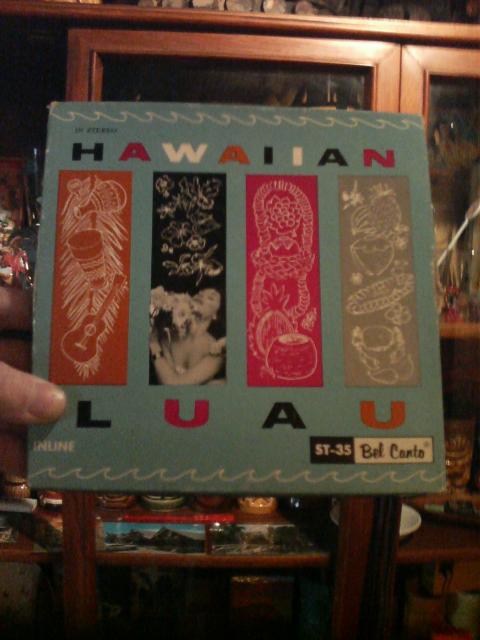 IN STEREO
HAWAIIAN
LUAU
INLINE
ST-35 Bel Canto®